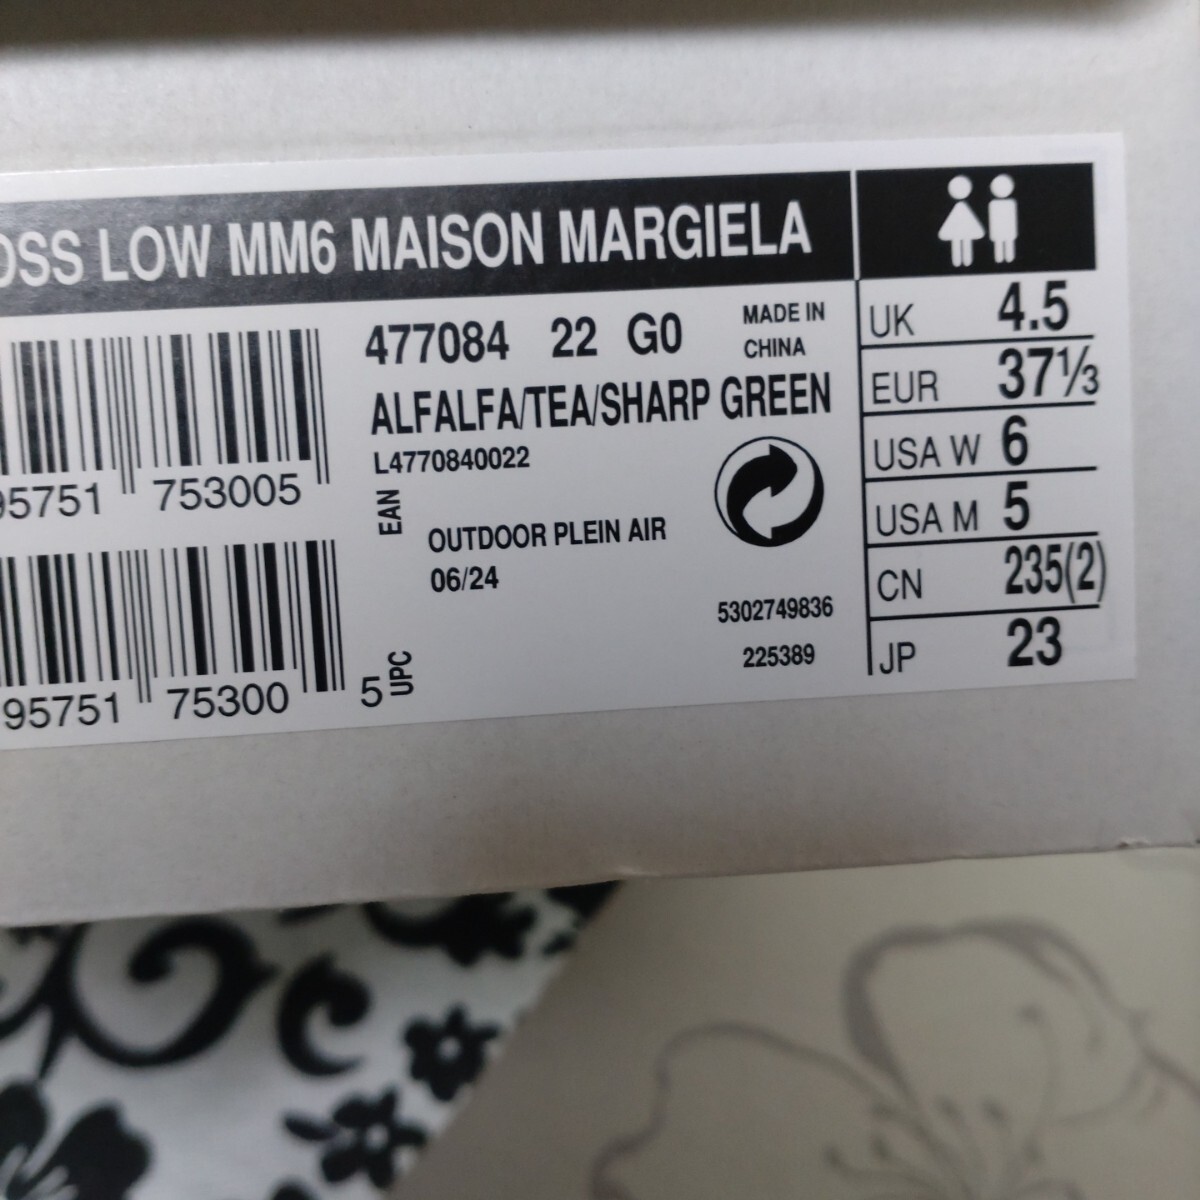 OSS LOW MM6 MAISON MARGIELA
477084 22 G0
MADE IN
CHINA
ALFALFA/TEA/SHARP GREEN
L4770840022
95751 753005
EAN
OUTDOOR PLEIN AIR
06/24
5302749836
225389
95751 75300 5
UPC
UK 4.5
EUR 37⅓
USA W 6
USA M 5
CN 235(2)
JP 23